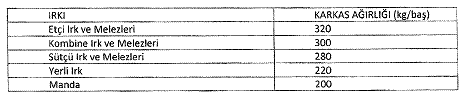 IRKI KARKAS AĞIRLIĞI (kg/baş)
Etçi Irk ve Melezleri 320
Kombine Irk ve Melezleri 300
Sütçü Irk ve Melezleri 280
Yerli Irk 220
Manda 200